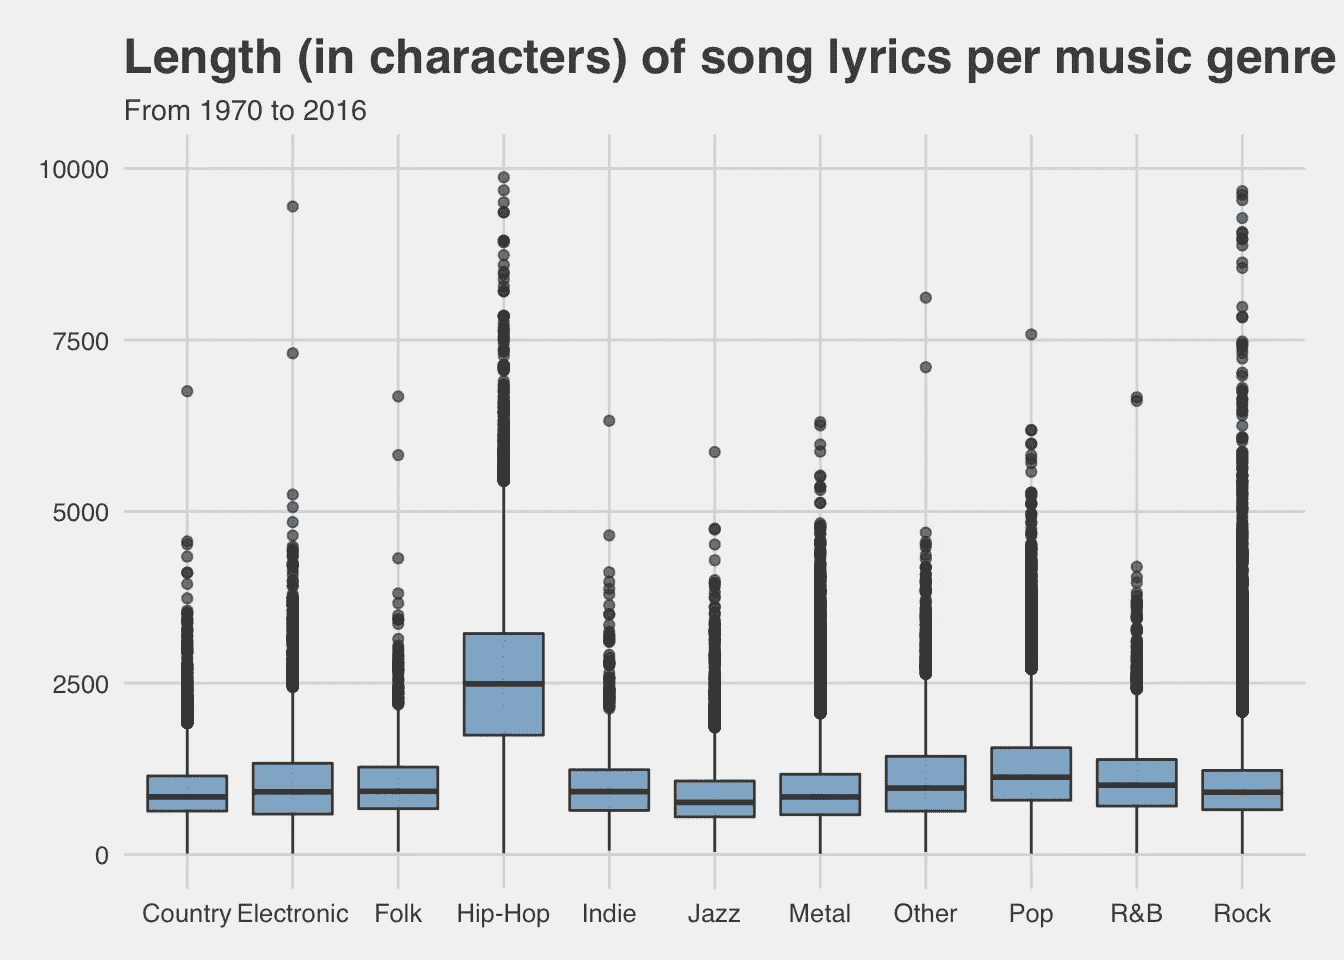 Length (in characters) of song lyrics per music genre
From 1970 to 2016
10000
7500
5000
2500
0
Country Electronic Folk Hip-Hop Indie Jazz Metal Other Pop R&B Rock